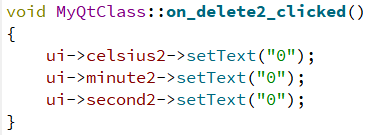 void MyQtClass::on_delete2_clicked()
{
    ui->celsius2->setText("0");
    ui->minute2->setText("0");
    ui->second2->setText("0");
}